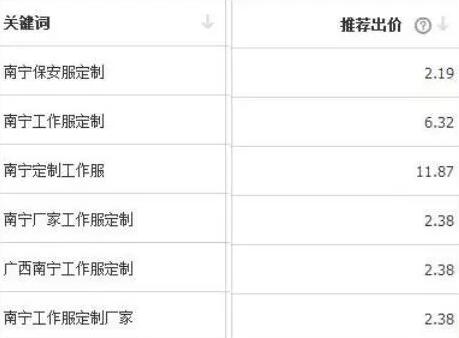 关键词 推荐出价 ?
南宁保安服定制 2.19
南宁工作服定制 6.32
南宁定制工作服 11.87
南宁厂家工作服定制 2.38
广西南宁工作服定制 2.38
南宁工作服定制厂家 2.38